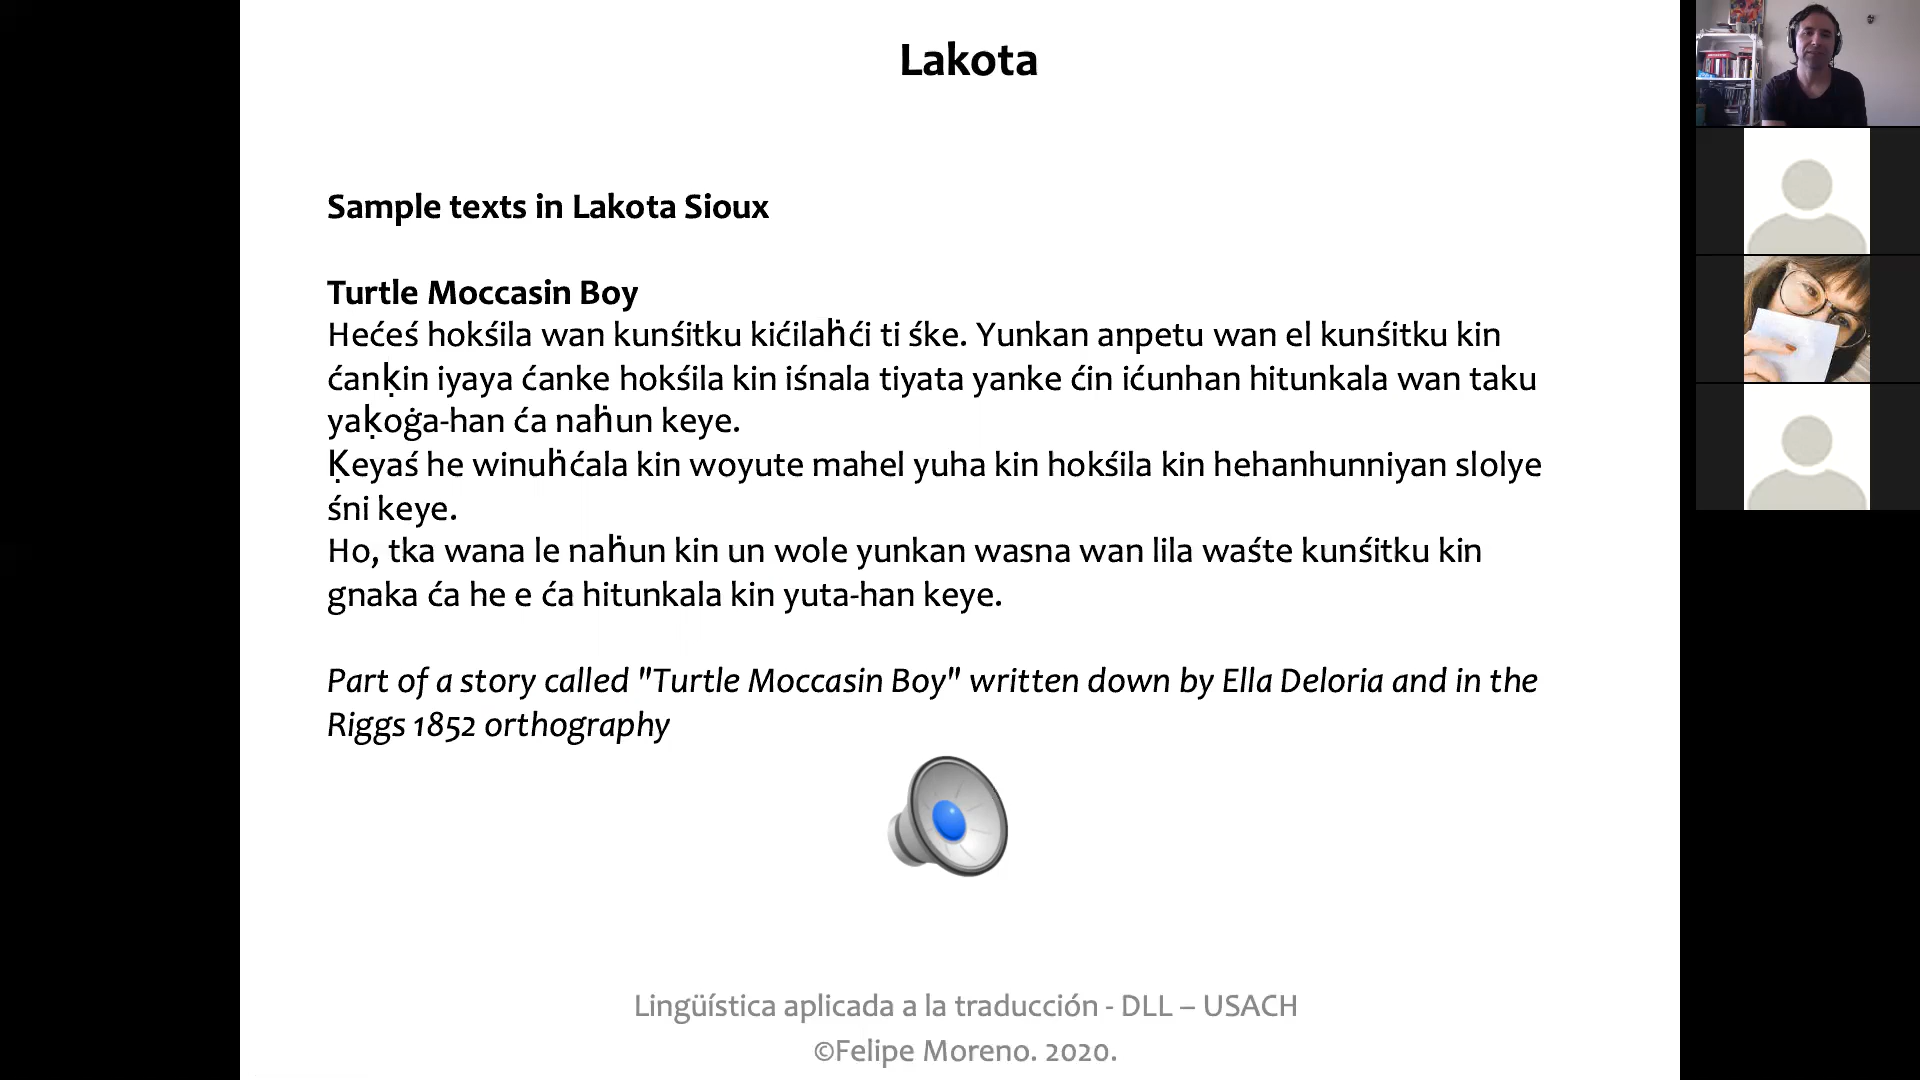 Lakota
Sample texts in Lakota Sioux
Turtle Moccasin Boy
Hećeś hokśila wan kunśitku kićilaḣći ti śke. Yunkan anpetu wan el kunśitku kin
ćanḳin iyaya ćanke hokśila kin iśnala tiyata yanke ćin ićunhan hitunkala wan taku
yaḳoġa-han ća naḣun keye.
Ḳeyaś he winuḣćala kin woyute mahel yuha kin hokśila kin hehanhunniyan slolye
śni keye.
Ho, tka wana le naḣun kin un wole yunkan wasna wan lila waśte kunśitku kin
gnaka ća he e ća hitunkala kin yuta-han keye.
Part of a story called "Turtle Moccasin Boy" written down by Ella Deloria and in the
Riggs 1852 orthography
Lingüística aplicada a la traducción - DLL – USACH
©Felipe Moreno. 2020.